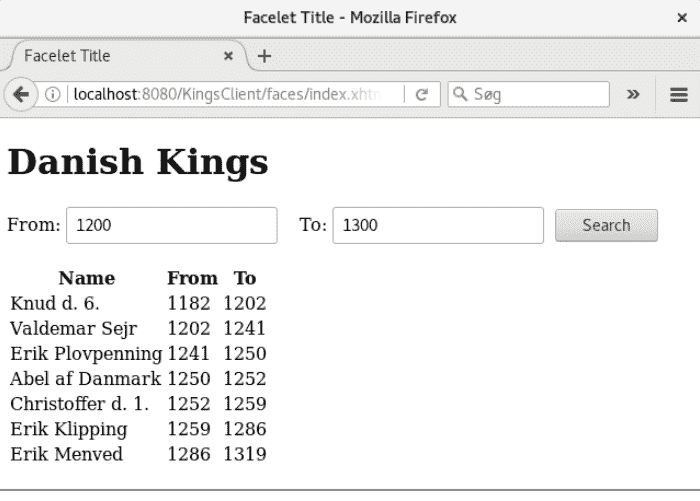 Facelet Title - Mozilla Firefox
Facelet Title
localhost:8080/KingsClient/faces/index.xhtm
Søg
Danish Kings
From: 1200 To: 1300 Search
Name From To
Knud d. 6. 1182 1202
Valdemar Sejr 1202 1241
Erik Plovpenning 1241 1250
Abel af Danmark 1250 1252
Christoffer d. 1. 1252 1259
Erik Klipping 1259 1286
Erik Menved 1286 1319